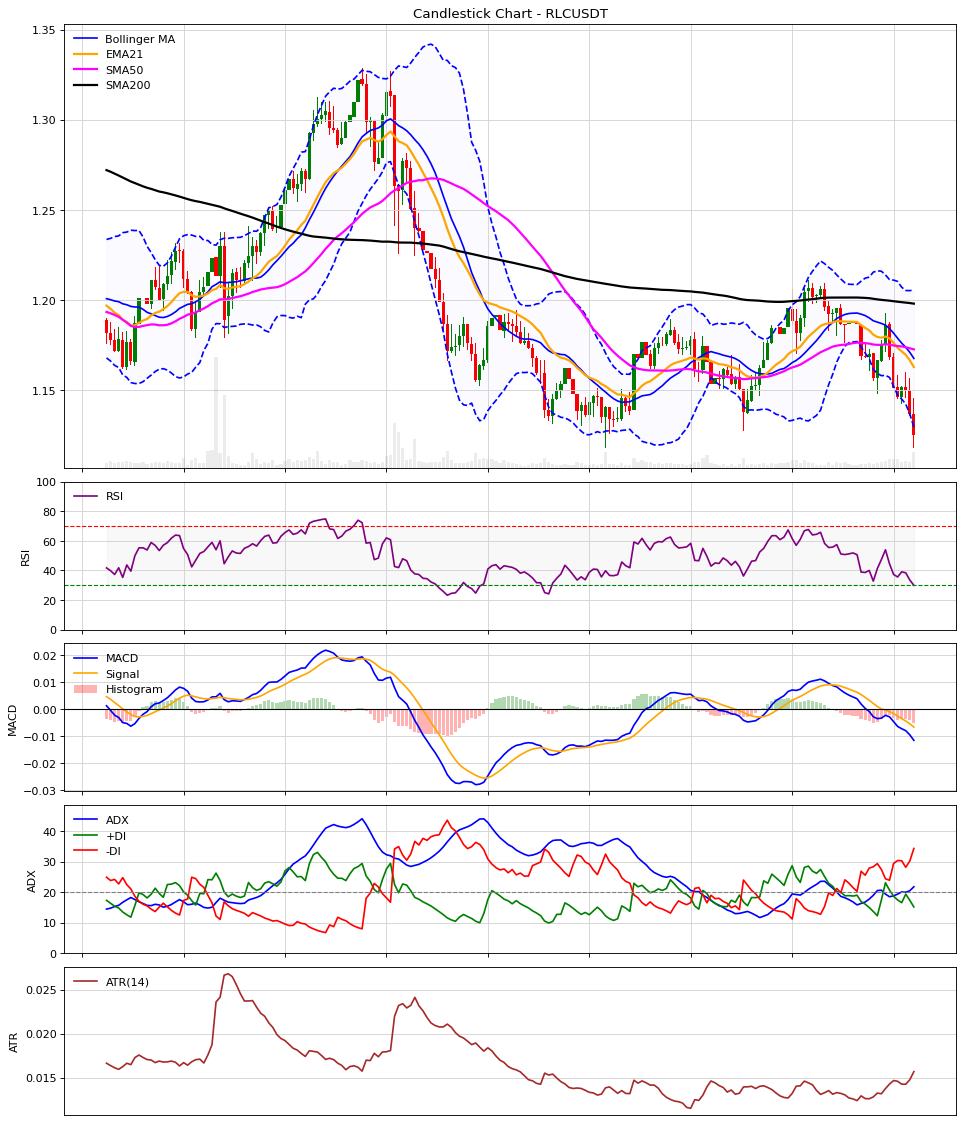 Candlestick Chart - RLCUSDT
1.35
1.30
1.25
1.20
1.15
Bollinger MA
EMA21
SMA50
SMA200
100
80
60
40
20
0
RSI
RSI
0.02
0.01
0.00
−0.01
−0.02
−0.03
MACD
MACD
Signal
Histogram
40
30
20
10
0
ADX
ADX
+DI
-DI
0.025
0.020
0.015
ATR
ATR(14)